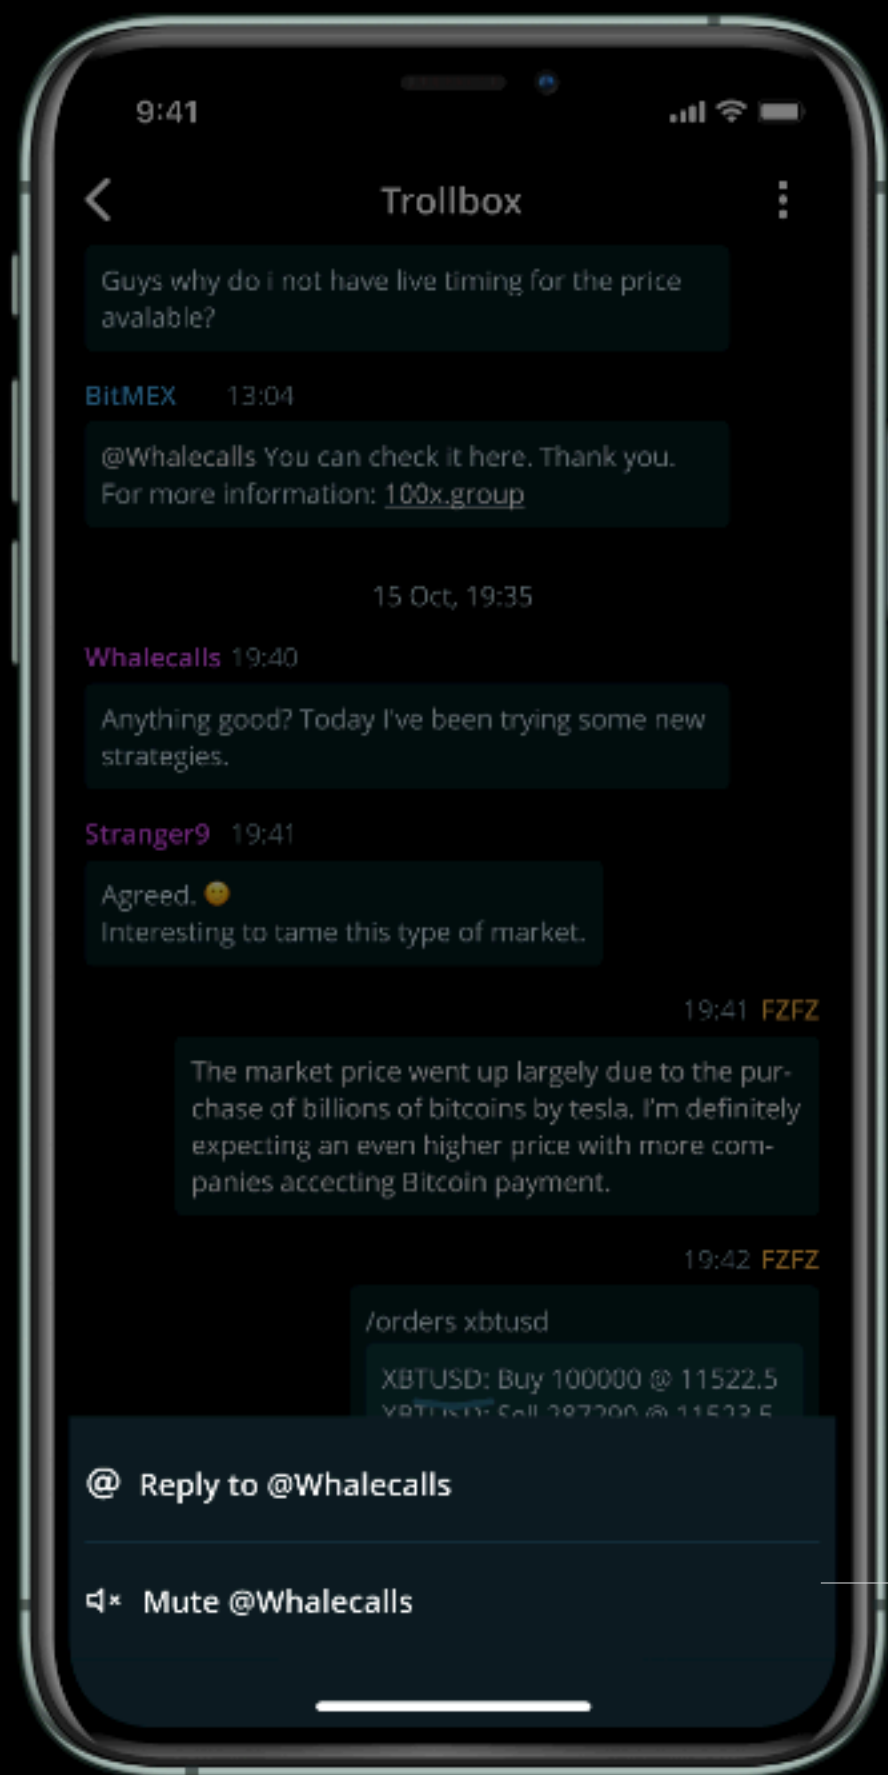 9:41
Trollbox
Guys why do i not have live timing for the price
avalable?
BitMEX 13:04
@Whalecalls You can check it here. Thank you.
For more information: 100x.group
15 Oct, 19:35
Whalecalls 19:40
Anything good? Today I've been trying some new
strategies.
Stranger9 19:41
Agreed. 😶
Interesting to tame this type of market.
19:41 FZFZ
The market price went up largely due to the pur-
chase of billions of bitcoins by tesla. I'm definitely
expecting an even higher price with more com-
panies accecting Bitcoin payment.
19:42 FZFZ
/orders xbtusd
XBTUSD: Buy 100000 @ 11522.5
XBTUSD: Sell 287290 @ 11523.5
@ Reply to @Whalecalls
Mute @Whalecalls